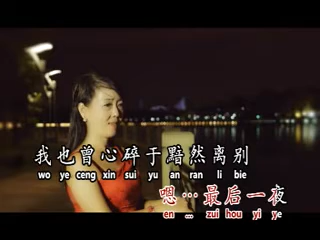 我也曾心碎于黯然离别
wo ye ceng xin sui yu an ran li bie
嗯…最后一夜
en ... zui hou yi ye